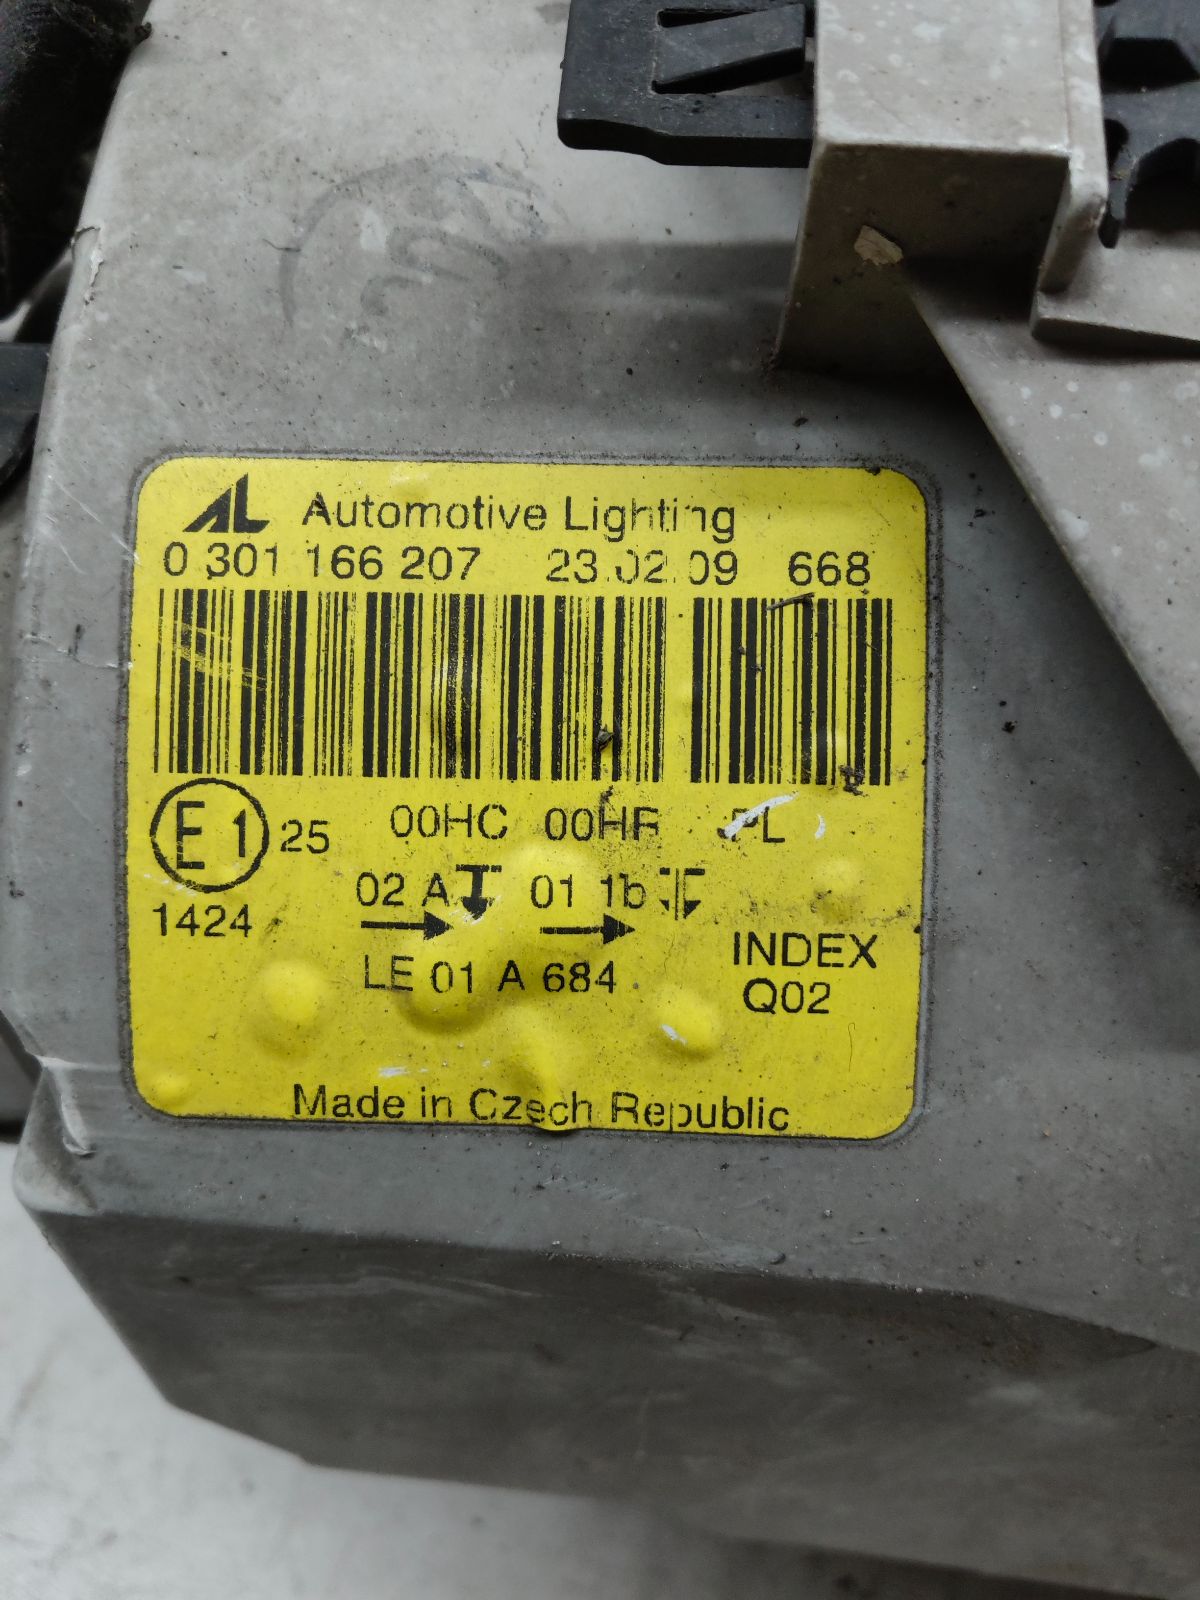 AL Automotive Lighting
0 301 166 207 23.02.09 668
E1 25 00HC 00HR PL
1424 02 A 01 1b
LE 01 A 684
INDEX
Q02
Made in Czech Republic